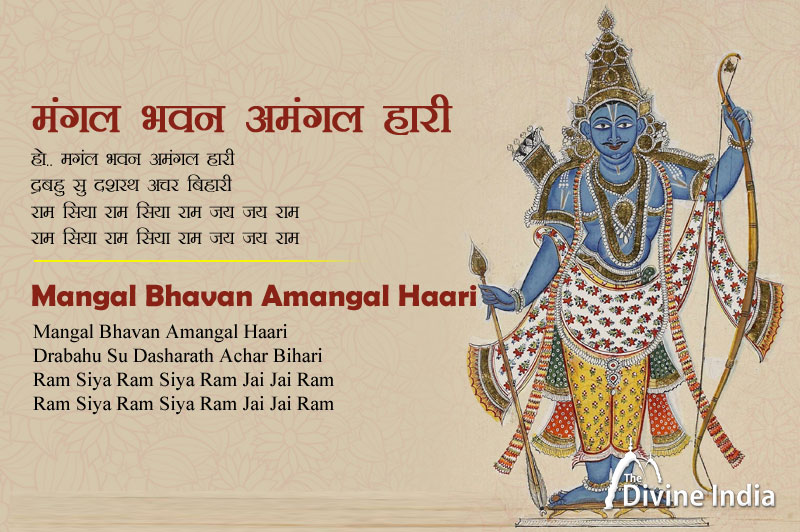 मंगल भवन अमंगल हारी
हो.. मगंल भवन अमंगल हारी
द्रबहु सु दशरथ अचर बिहारी
राम सिया राम सिया राम जय जय राम
राम सिया राम सिया राम जय जय राम
Mangal Bhavan Amangal Haari
Mangal Bhavan Amangal Haari
Drabahu Su Dasharath Achar Bihari
Ram Siya Ram Siya Ram Jai Jai Ram
Ram Siya Ram Siya Ram Jai Jai Ram
The
Divine India